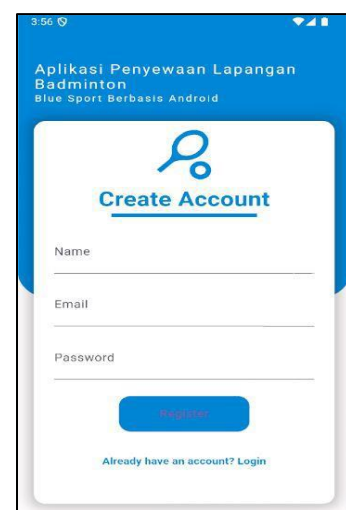 3:56
Aplikasi Penyewaan Lapangan
Badminton
Blue Sport Berbasis Android
Create Account
Name
Email
Password
Register
Already have an account? Login